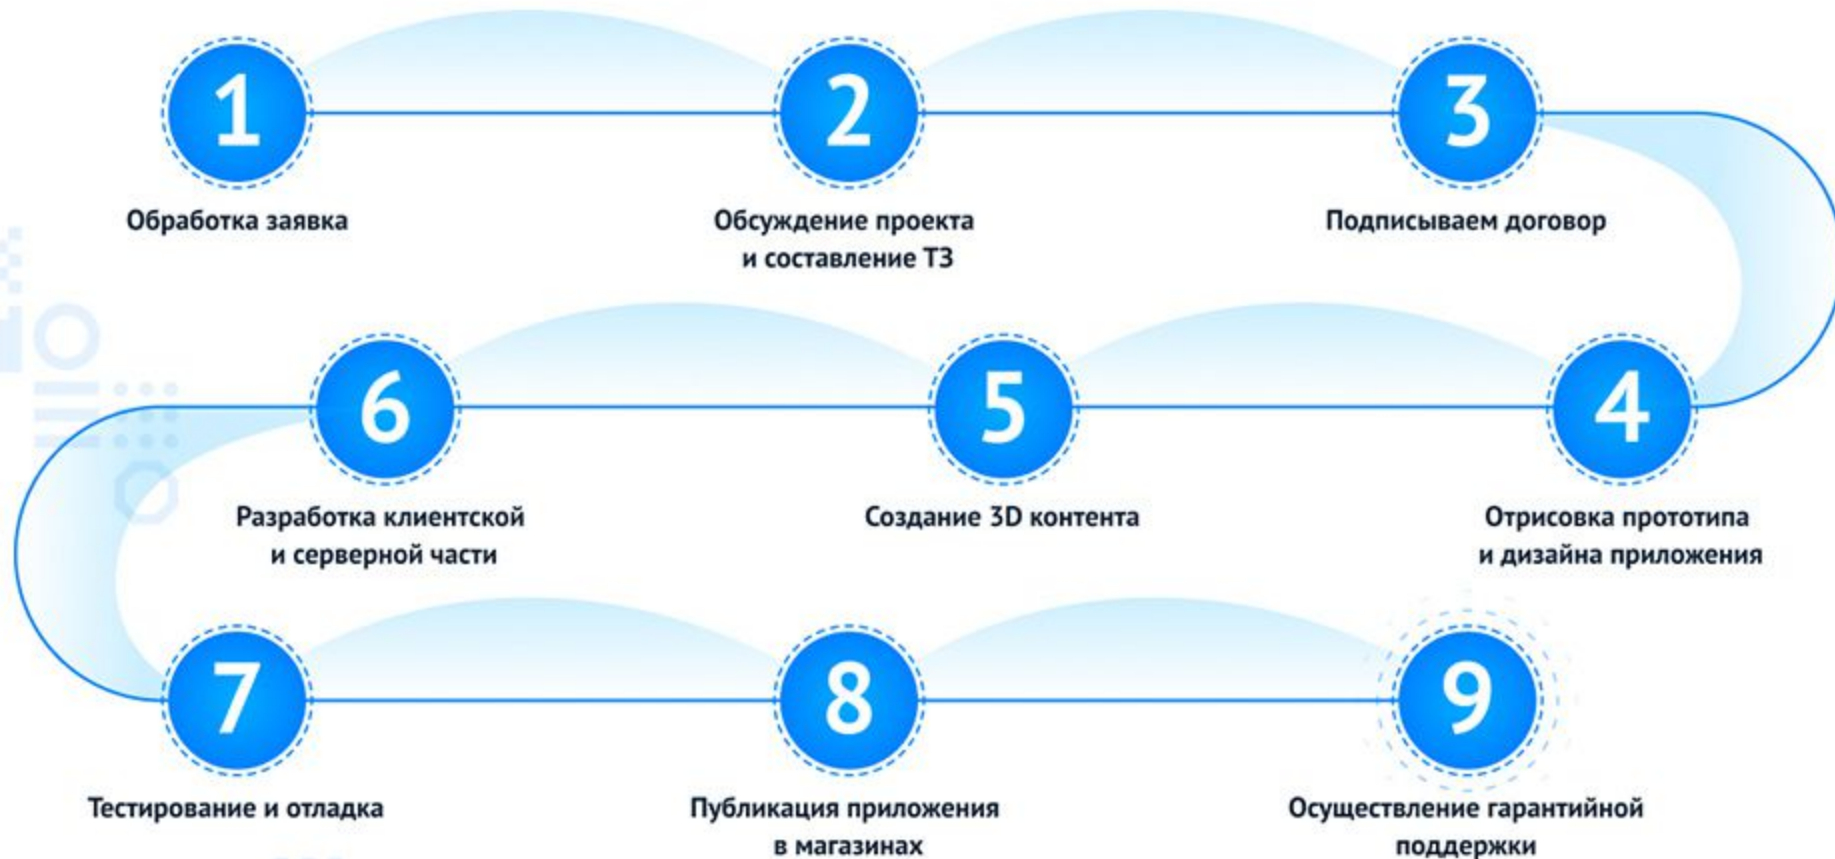 1
Обработка заявка
2
Обсуждение проекта
и составление ТЗ
3
Подписываем договор
4
Отрисовка прототипа
и дизайна приложения
5
Создание 3D контента
6
Разработка клиентской
и серверной части
7
Тестирование и отладка
8
Публикация приложения
в магазинах
9
Осуществление гарантийной
поддержки